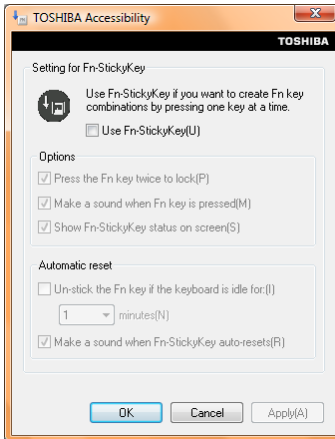 TOSHIBA Accessibility
TOSHIBA
Setting for Fn-StickyKey
Use Fn-StickyKey if you want to create Fn key
combinations by pressing one key at a time.
Use Fn-StickyKey(U)
Options
Press the Fn key twice to lock(P)
Make a sound when Fn key is pressed(M)
Show Fn-StickyKey status on screen(S)
Automatic reset
Un-stick the Fn key if the keyboard is idle for:(I)
1 minutes(N)
Make a sound when Fn-StickyKey auto-resets(R)
OK Cancel Apply(A)